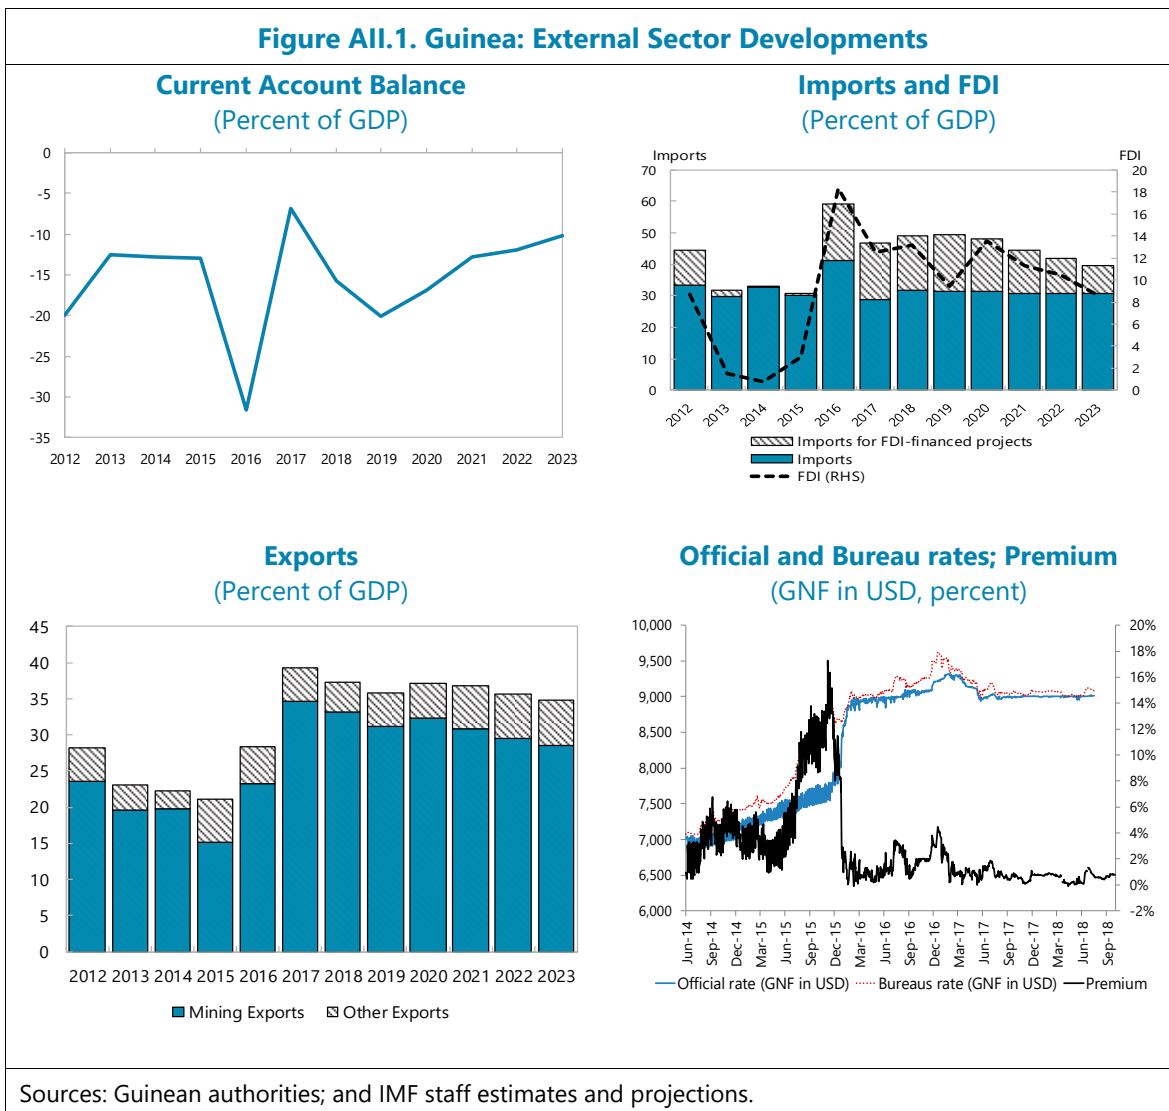 Figure AII.1. Guinea: External Sector Developments
Current Account Balance
(Percent of GDP)
0
-5
-10
-15
-20
-25
-30
-35
2012 2013 2014 2015 2016 2017 2018 2019 2020 2021 2022 2023
Imports and FDI
(Percent of GDP)
Imports
FDI
70
60
50
40
30
20
10
0
20
18
16
14
12
10
8
6
4
2
0
2012 2013 2014 2015 2016 2017 2018 2019 2020 2021 2022 2023
Imports for FDI-financed projects
Imports
FDI (RHS)
Exports
(Percent of GDP)
45
40
35
30
25
20
15
10
5
0
2012 2013 2014 2015 2016 2017 2018 2019 2020 2021 2022 2023
Mining Exports Other Exports
Official and Bureau rates; Premium
(GNF in USD, percent)
10,000
9,500
9,000
8,500
8,000
7,500
7,000
6,500
6,000
20%
18%
16%
14%
12%
10%
8%
6%
4%
2%
0%
-2%
Jun-14 Sep-14 Dec-14 Mar-15 Jun-15 Sep-15 Dec-15 Mar-16 Jun-16 Sep-16 Dec-16 Mar-17 Jun-17 Sep-17 Dec-17 Mar-18 Jun-18 Sep-18
Official rate (GNF in USD) Bureaus rate (GNF in USD) Premium
Sources: Guinean authorities; and IMF staff estimates and projections.